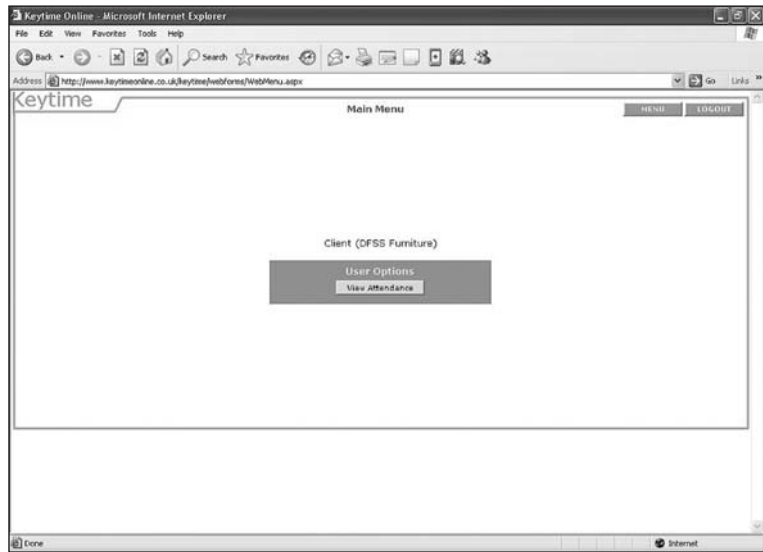 Keytime Online - Microsoft Internet Explorer
File Edit View Favorites Tools Help
Back Search Favorites
Address http://www.keytimeonline.co.uk/keytime/webforms/WebMenu.aspx Go Links »
Keytime
Main Menu
MENU LOGOUT
Client (DFSS Furniture)
User Options
View Attendance
Done Internet